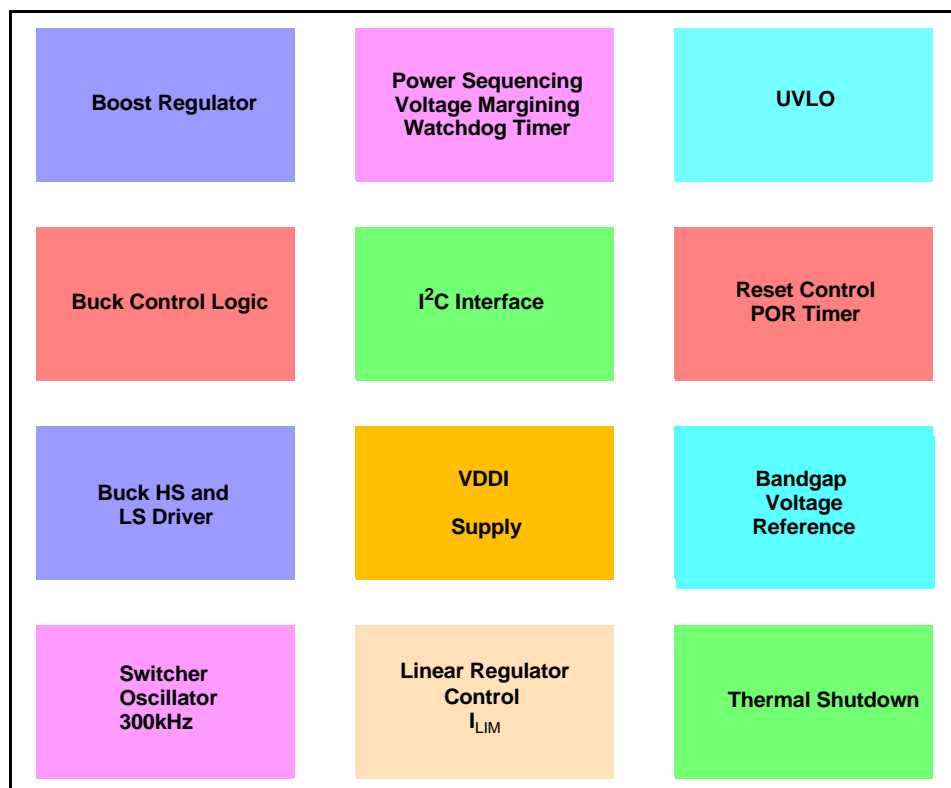 Boost Regulator
Power Sequencing
Voltage Margining
Watchdog Timer
UVLO
Buck Control Logic
I²C Interface
Reset Control
POR Timer
Buck HS and
LS Driver
VDDI
Supply
Bandgap
Voltage
Reference
Switcher
Oscillator
300kHz
Linear Regulator
Control
I_LIM
Thermal Shutdown